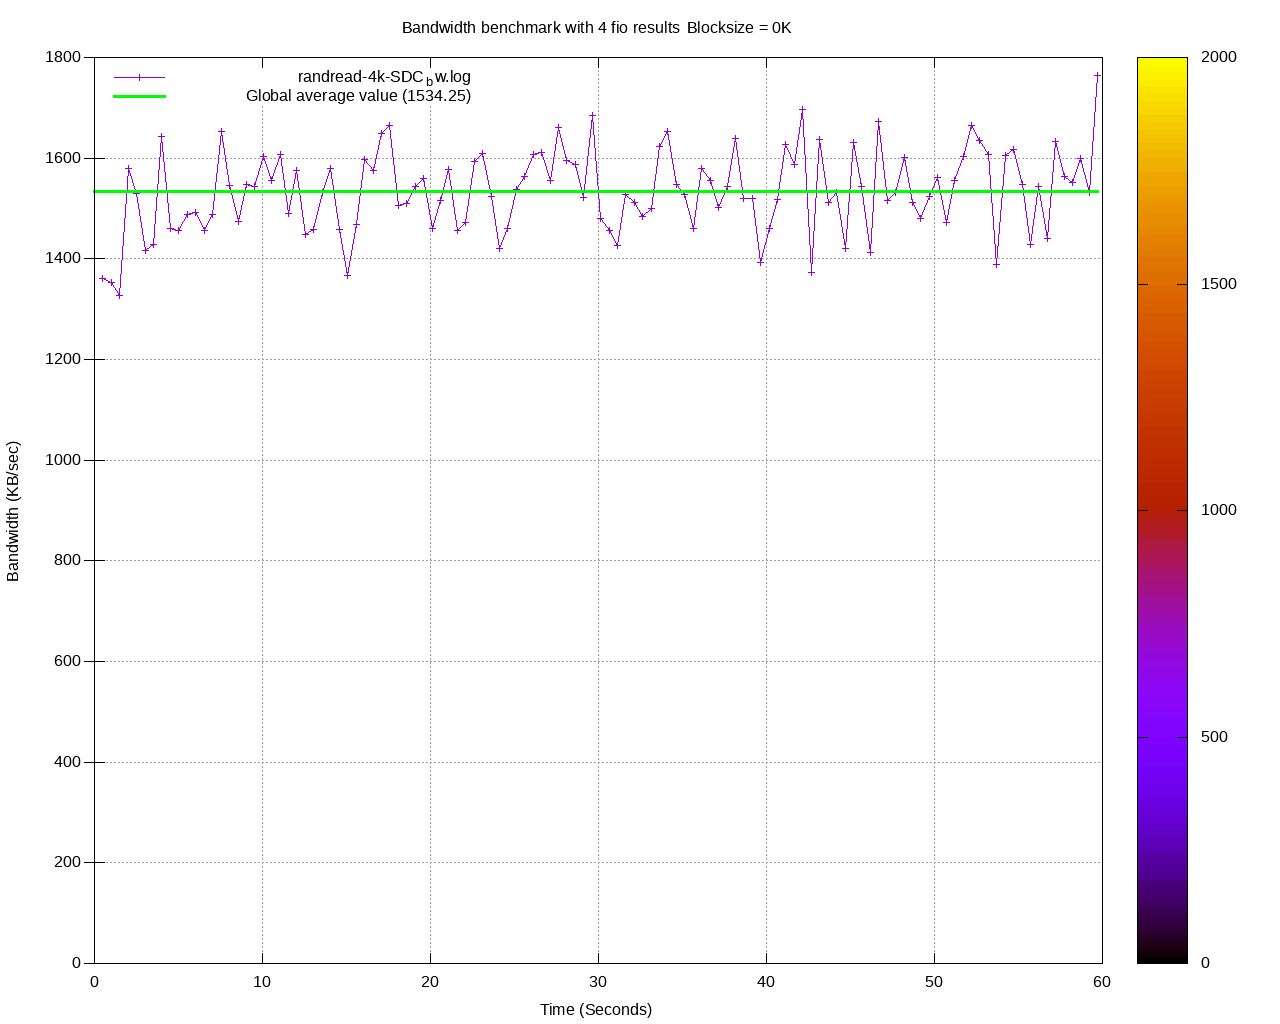 Bandwidth benchmark with 4 fio results Blocksize = 0K
randread-4k-SDC_bw.log
Global average value (1534.25)
1800
1600
1400
1200
1000
800
600
400
200
0
Bandwidth (KB/sec)
0 10 20 30 40 50 60
Time (Seconds)
2000
1500
1000
500
0